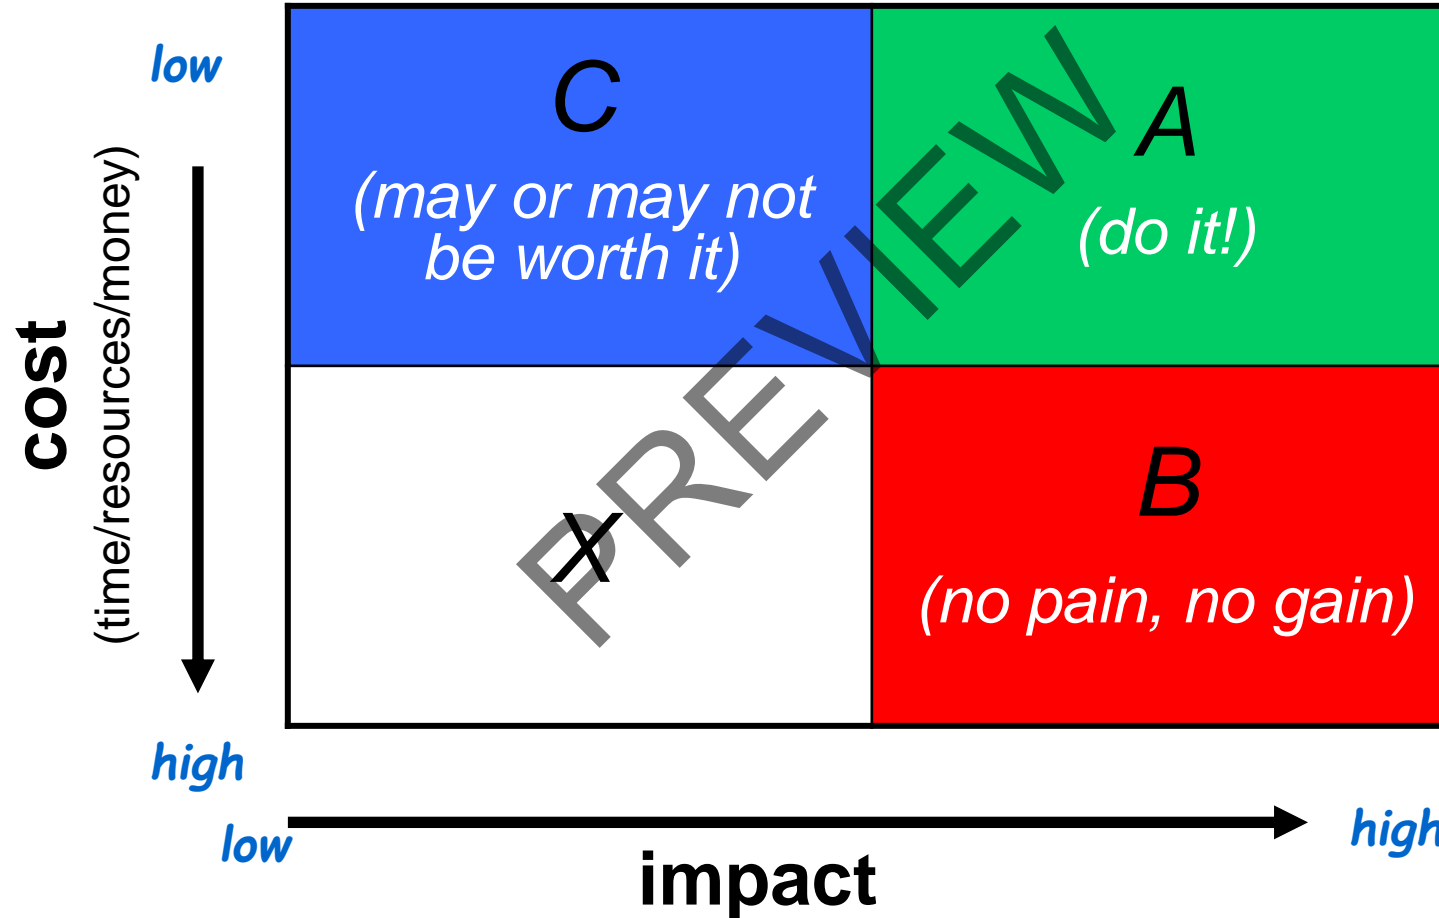 low
C
A
(may or may not
be worth it)
(do it!)
cost
(time/resources/money)
PREVIEW
X
B
(no pain, no gain)
high
low
high
impact